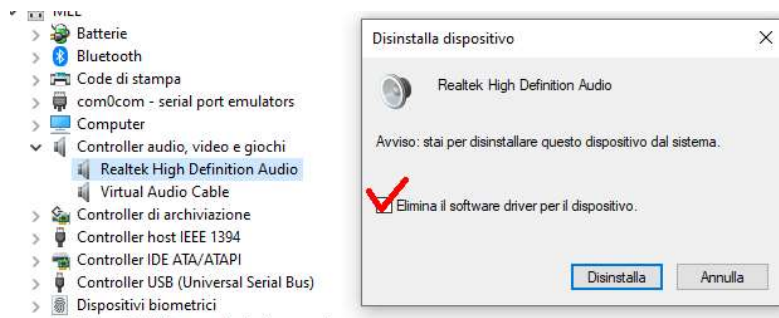 Batterie
Bluetooth
Code di stampa
com0com - serial port emulators
Computer
Controller audio, video e giochi
Realtek High Definition Audio
Virtual Audio Cable
Controller di archiviazione
Controller host IEEE 1394
Controller IDE ATA/ATAPI
Controller USB (Universal Serial Bus)
Dispositivi biometrici
Disinstalla dispositivo
Realtek High Definition Audio
Avviso: stai per disinstallare questo dispositivo dal sistema.
Elimina il software driver per il dispositivo.
Disinstalla
Annulla